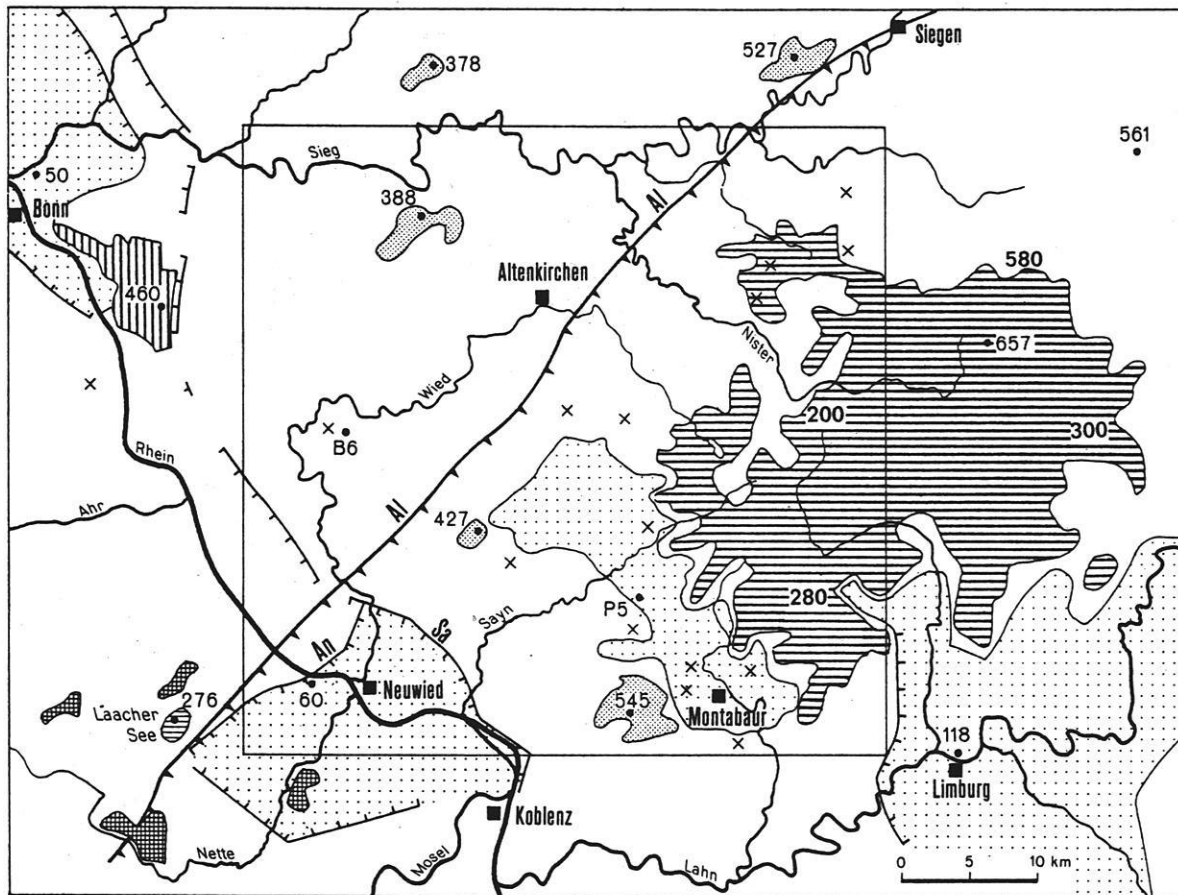 Siegen
527
378
561
Sieg
50
Bonn
388
Al
580
Altenkirchen
460
657
Nister
Wied
200
300
B6
Rhein
Al
Ahr
427
280
P5
Sayn
Sa
An
Neuwied
60
276
Laacher
See
545
Montabaur
118
Limburg
Koblenz
Nette
Mosel
Lahn
0 5 10 km